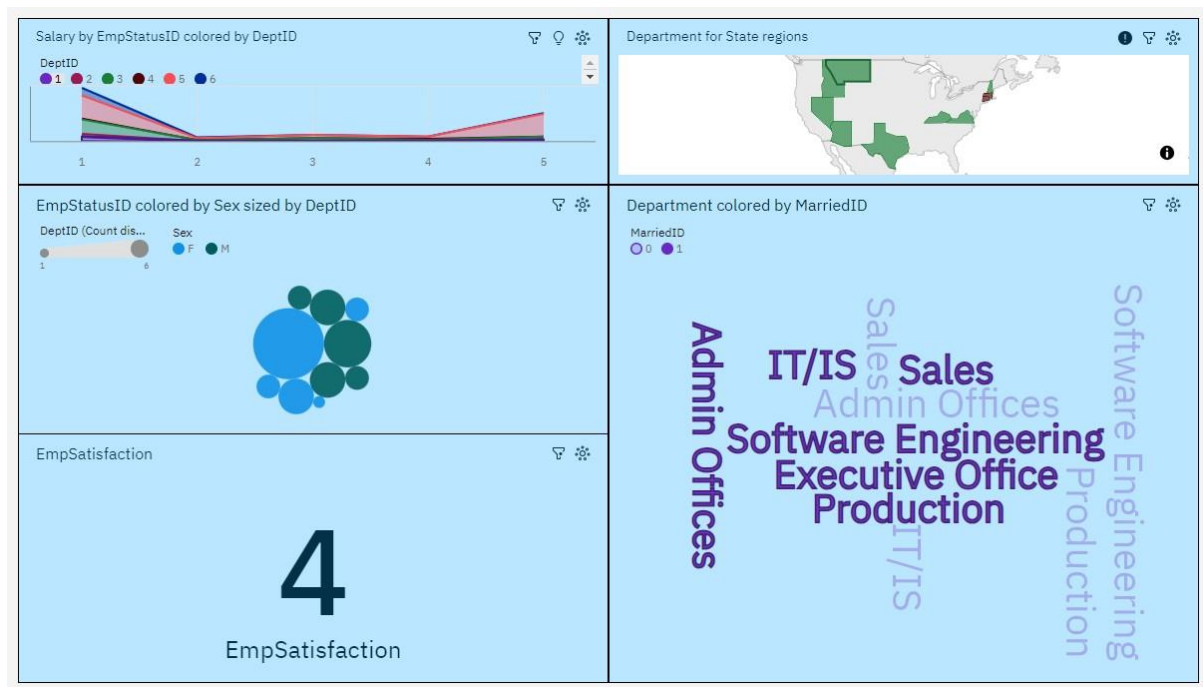 Salary by EmpStatusID colored by DeptID
DeptID
1 2 3 4 5 6
1 2 3 4 5
Department for State regions
EmpStatusID colored by Sex sized by DeptID
DeptID (Count dis...
1 6
Sex
F M
EmpSatisfaction
4
EmpSatisfaction
Department colored by MarriedID
MarriedID
0 1
Admin Offices
IT/IS
Sales
Sales
Admin Offices
Software Engineering
Executive Office
Production
IT/IS
Production
Software Engineering